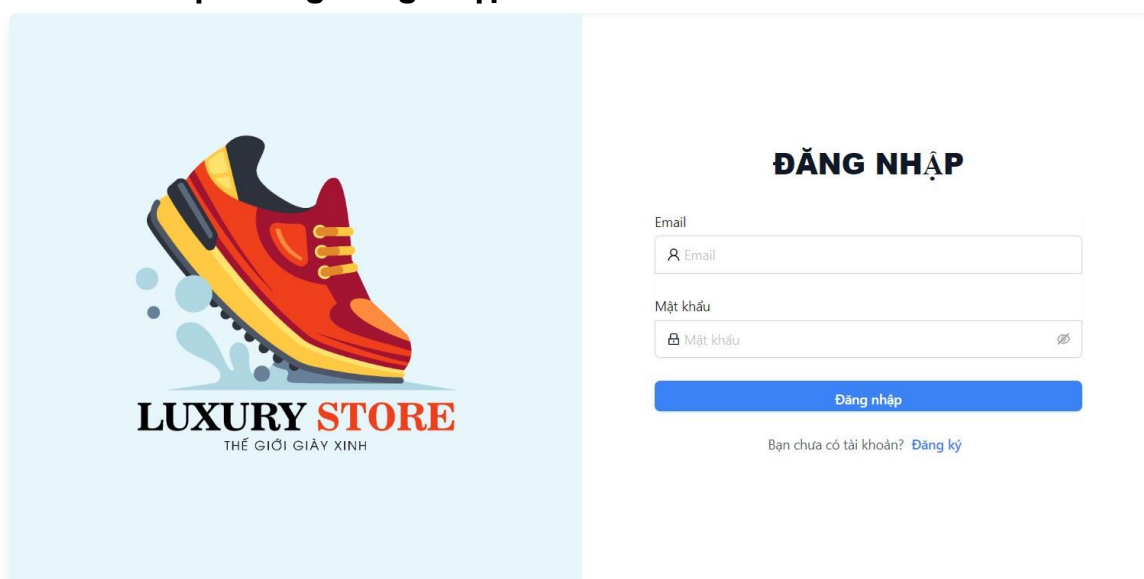 ĐĂNG NHẬP
Email
Email
Mật khẩu
Mật khẩu
Đăng nhập
Bạn chưa có tài khoản? Đăng ký
LUXURY STORE
THẾ GIỚI GIÀY XINH